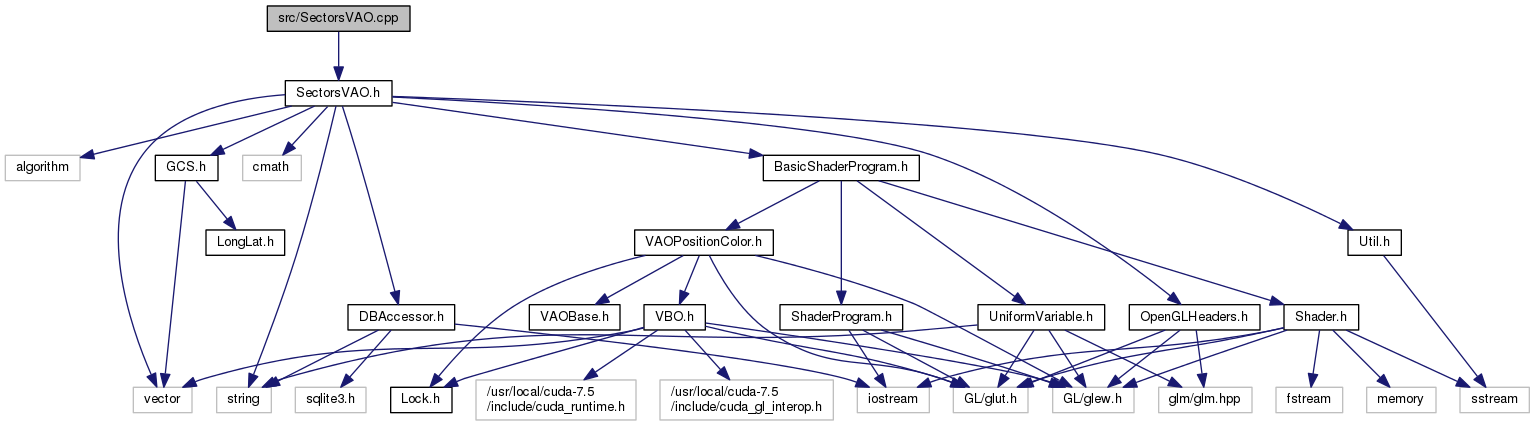 src/SectorsVAO.cpp
SectorsVAO.h
algorithm
GCS.h
cmath
BasicShaderProgram.h
LongLat.h
VAOPositionColor.h
Util.h
DBAccessor.h
VAOBase.h
VBO.h
ShaderProgram.h
UniformVariable.h
OpenGLHeaders.h
Shader.h
vector
string
sqlite3.h
Lock.h
/usr/local/cuda-7.5
/include/cuda_runtime.h
/usr/local/cuda-7.5
/include/cuda_gl_interop.h
iostream
GL/glut.h
GL/glew.h
glm/glm.hpp
fstream
memory
sstream